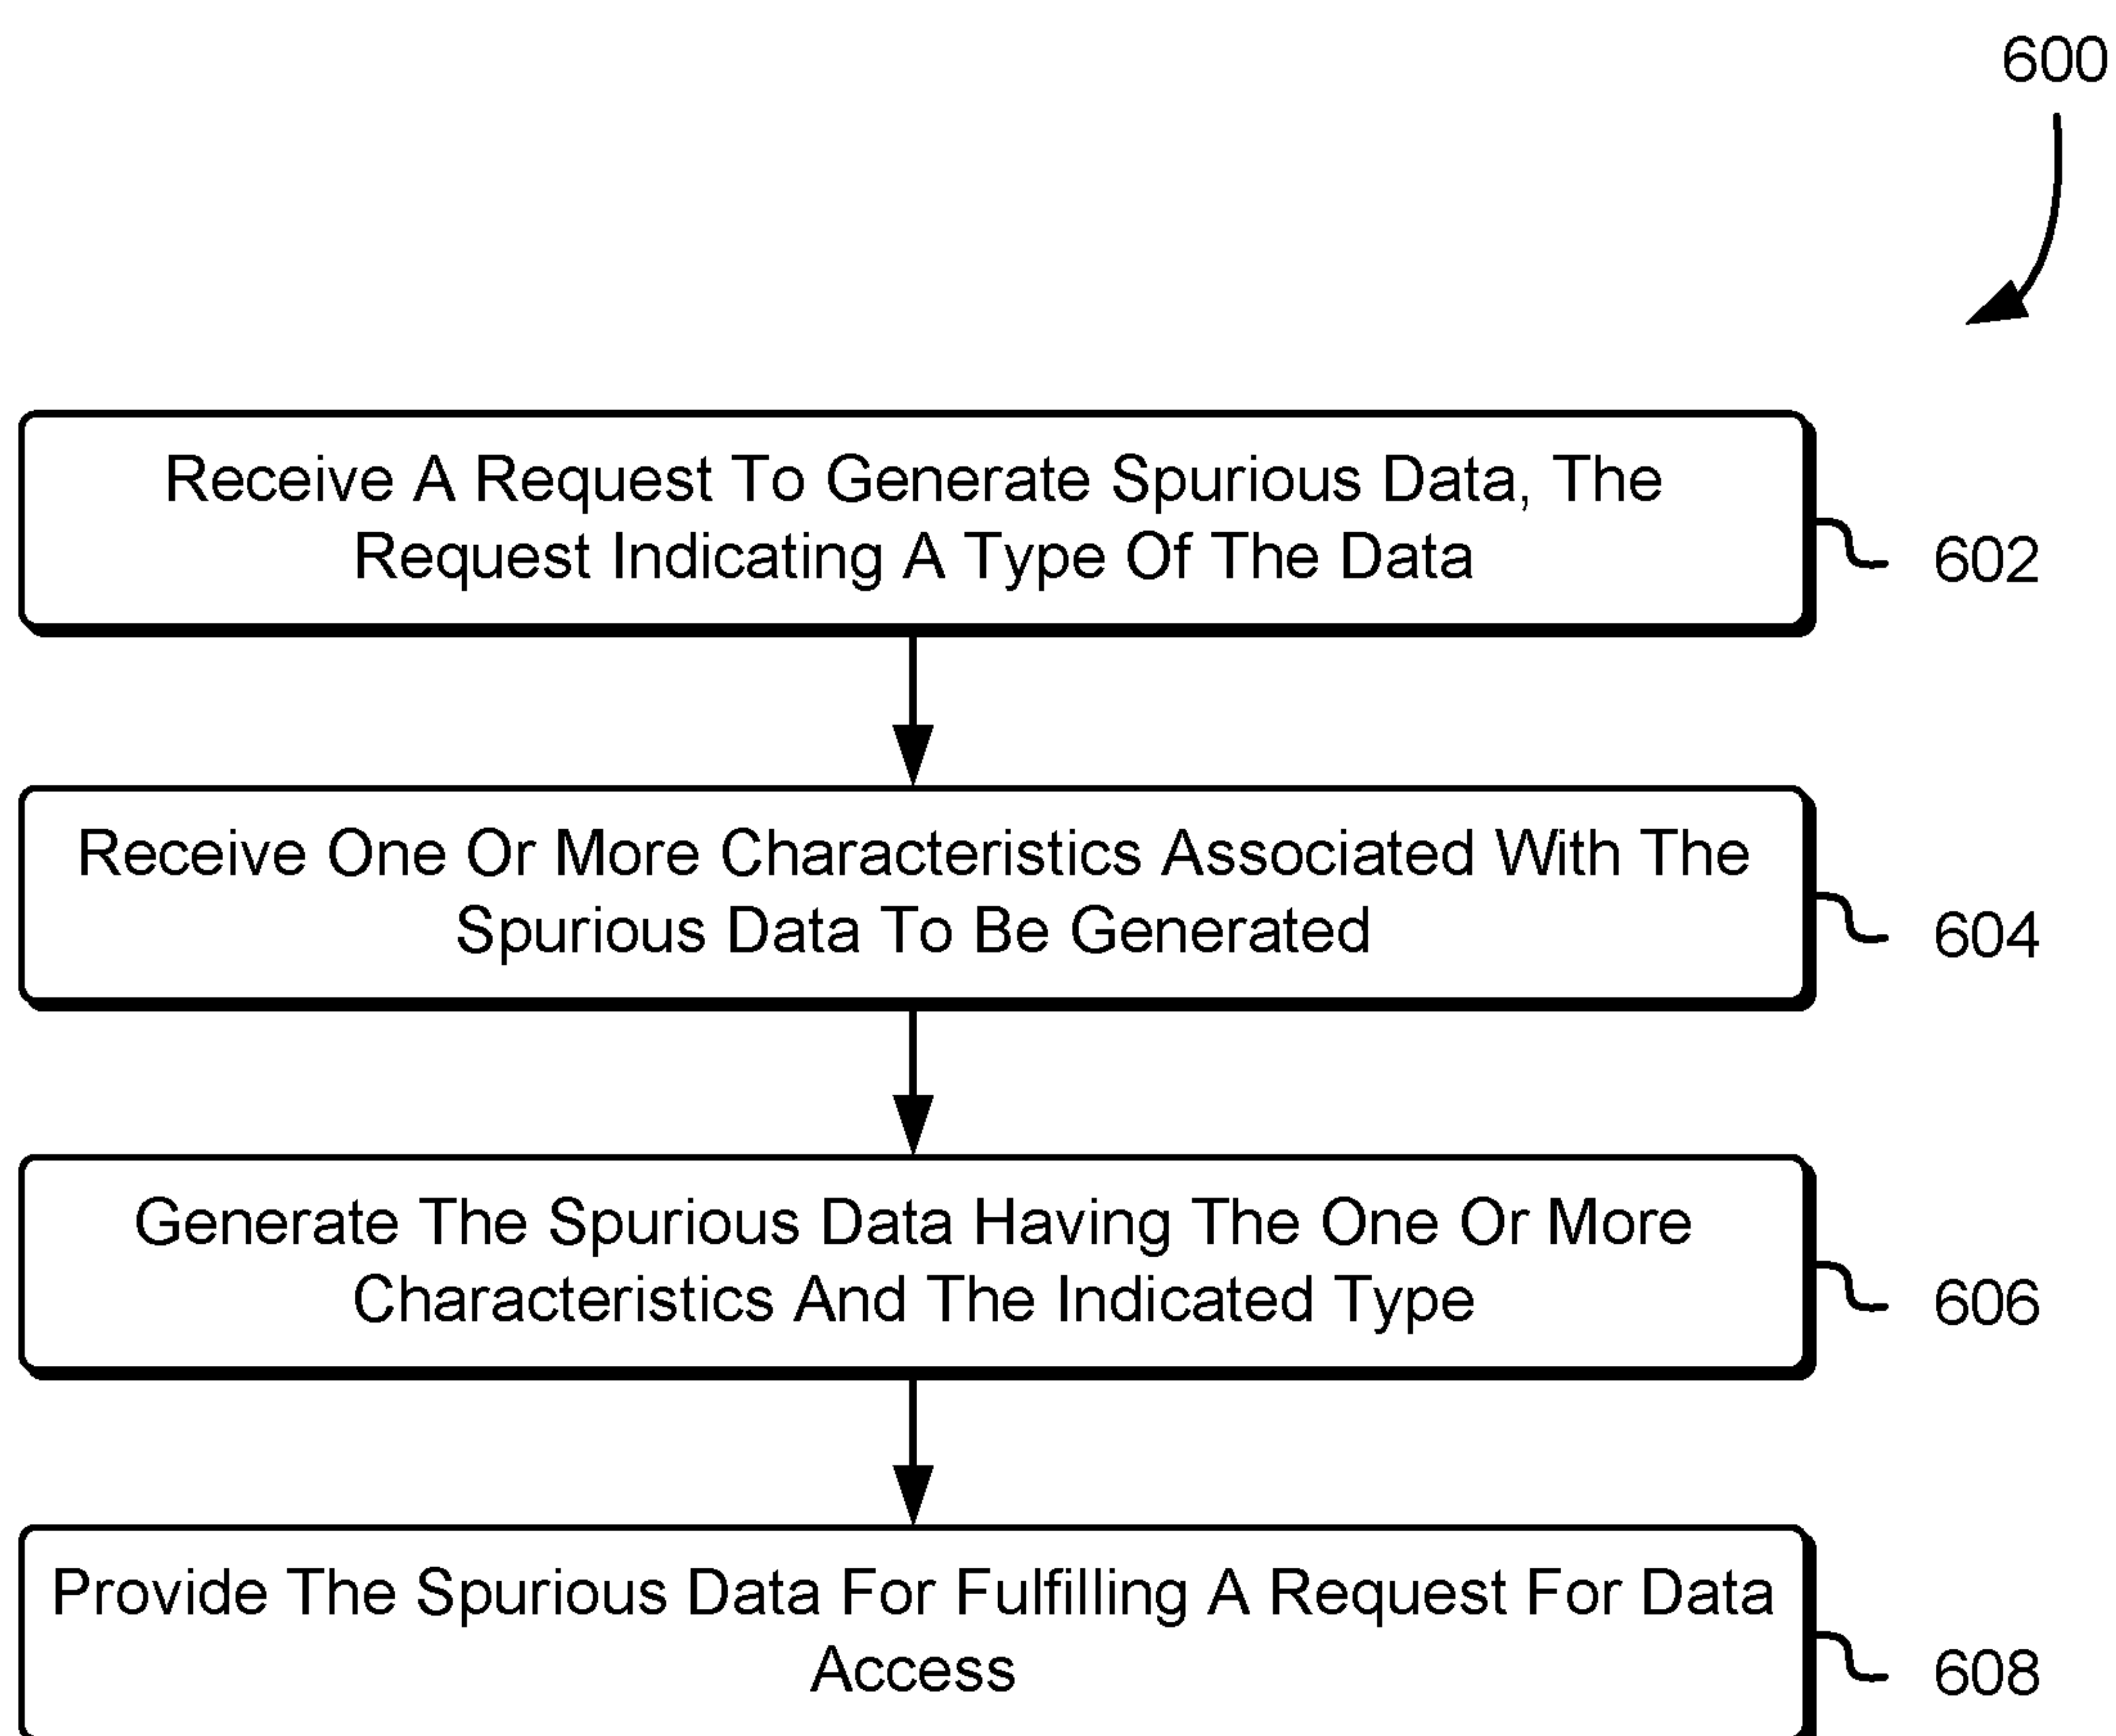 600
Receive A Request To Generate Spurious Data, The
Request Indicating A Type Of The Data
602
Receive One Or More Characteristics Associated With The
Spurious Data To Be Generated
604
Generate The Spurious Data Having The One Or More
Characteristics And The Indicated Type
606
Provide The Spurious Data For Fulfilling A Request For Data
Access
608